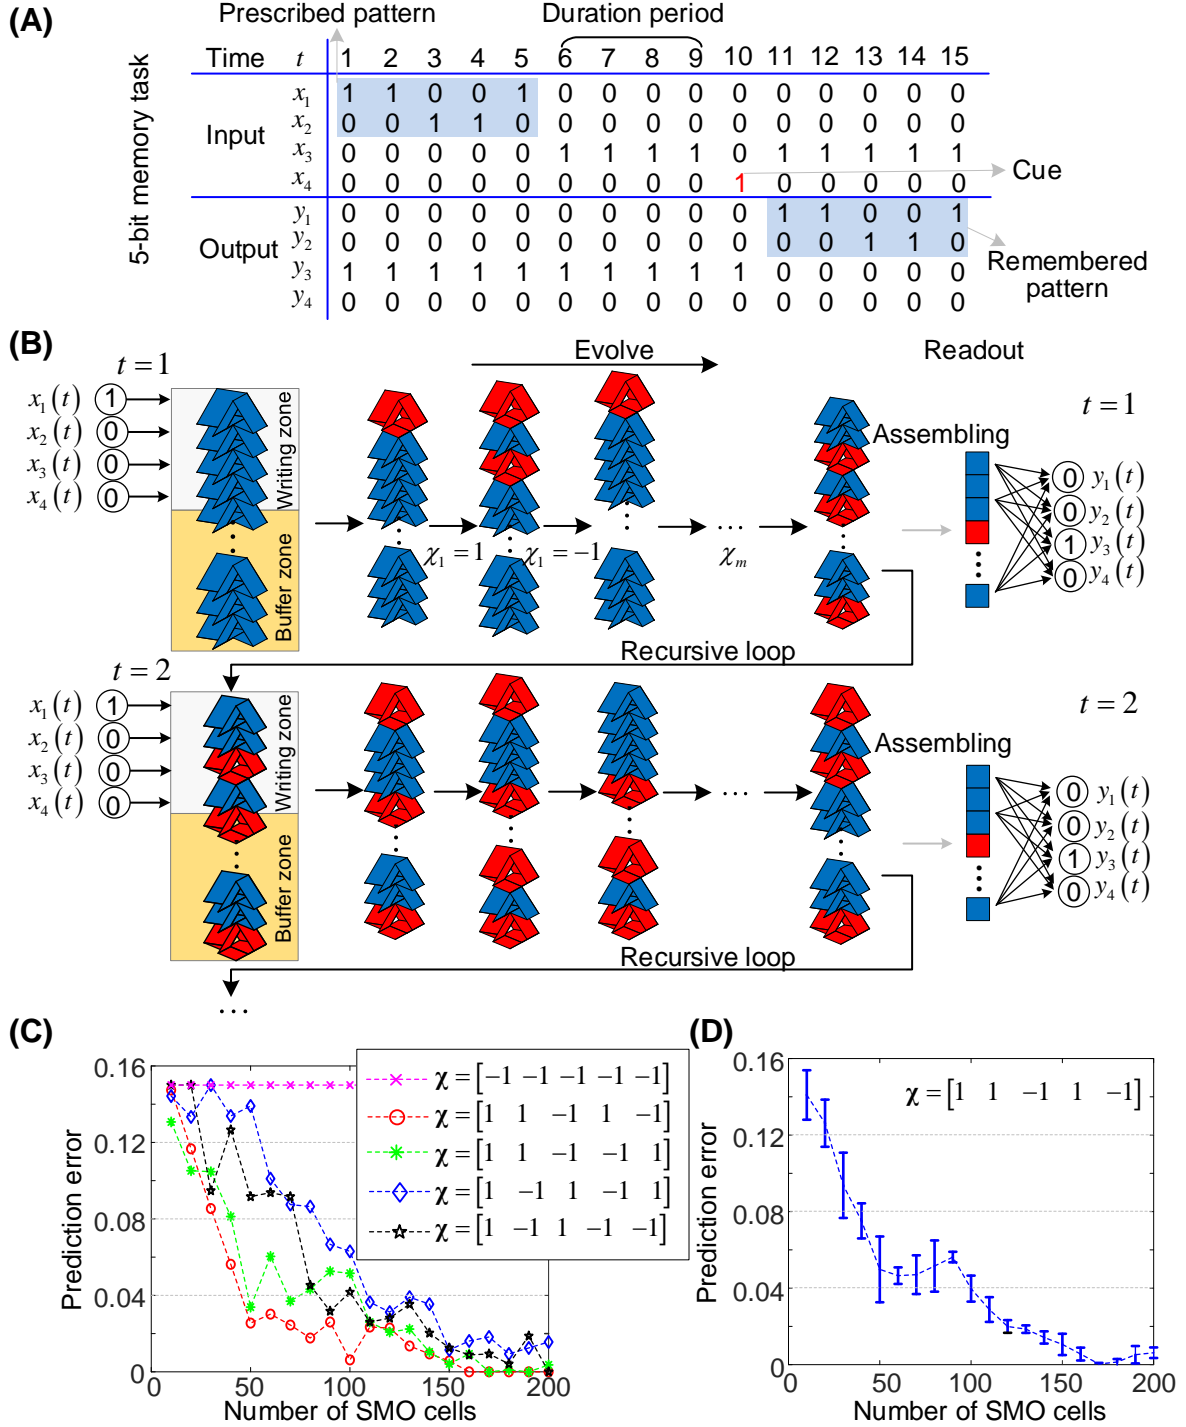 (A)
Prescribed pattern
Duration period
5-bit memory task
Time t 1 2 3 4 5 6 7 8 9 10 11 12 13 14 15
Input
x1 1 1 0 0 1 0 0 0 0 0 0 0 0 0 0
x2 0 0 1 1 0 0 0 0 0 0 0 0 0 0 0
x3 0 0 0 0 0 1 1 1 1 0 1 1 1 1 1
x4 0 0 0 0 0 0 0 0 0 1 0 0 0 0 0
Cue
Output
y1 0 0 0 0 0 0 0 0 0 0 1 1 0 0 1
y2 0 0 0 0 0 0 0 0 0 0 0 0 1 1 0
y3 1 1 1 1 1 1 1 1 1 1 0 0 0 0 0
y4 0 0 0 0 0 0 0 0 0 0 0 0 0 0 0
Remembered
pattern
(B)
Evolve
Readout
t = 1
x1(t) 1
x2(t) 0
x3(t) 0
x4(t) 0
Writing zone
Buffer zone
χ1 = 1
χ1 = −1
...
χm
Assembling
t = 1
0 y1(t)
0 y2(t)
1 y3(t)
0 y4(t)
Recursive loop
t = 2
x1(t) 1
x2(t) 0
x3(t) 0
x4(t) 0
Writing zone
Buffer zone
...
Assembling
t = 2
0 y1(t)
0 y2(t)
1 y3(t)
0 y4(t)
Recursive loop
...
(C)
Prediction error
0.16
0.12
0.08
0.04
0
0 50 100 150 200
Number of SMO cells
χ = [−1 −1 −1 −1 −1]
χ = [1 1 −1 1 −1]
χ = [1 1 −1 −1 1]
χ = [1 −1 1 −1 1]
χ = [1 −1 1 −1 −1]
(D)
Prediction error
0.16
0.12
0.08
0.04
0
0 50 100 150 200
Number of SMO cells
χ = [1 1 −1 1 −1]